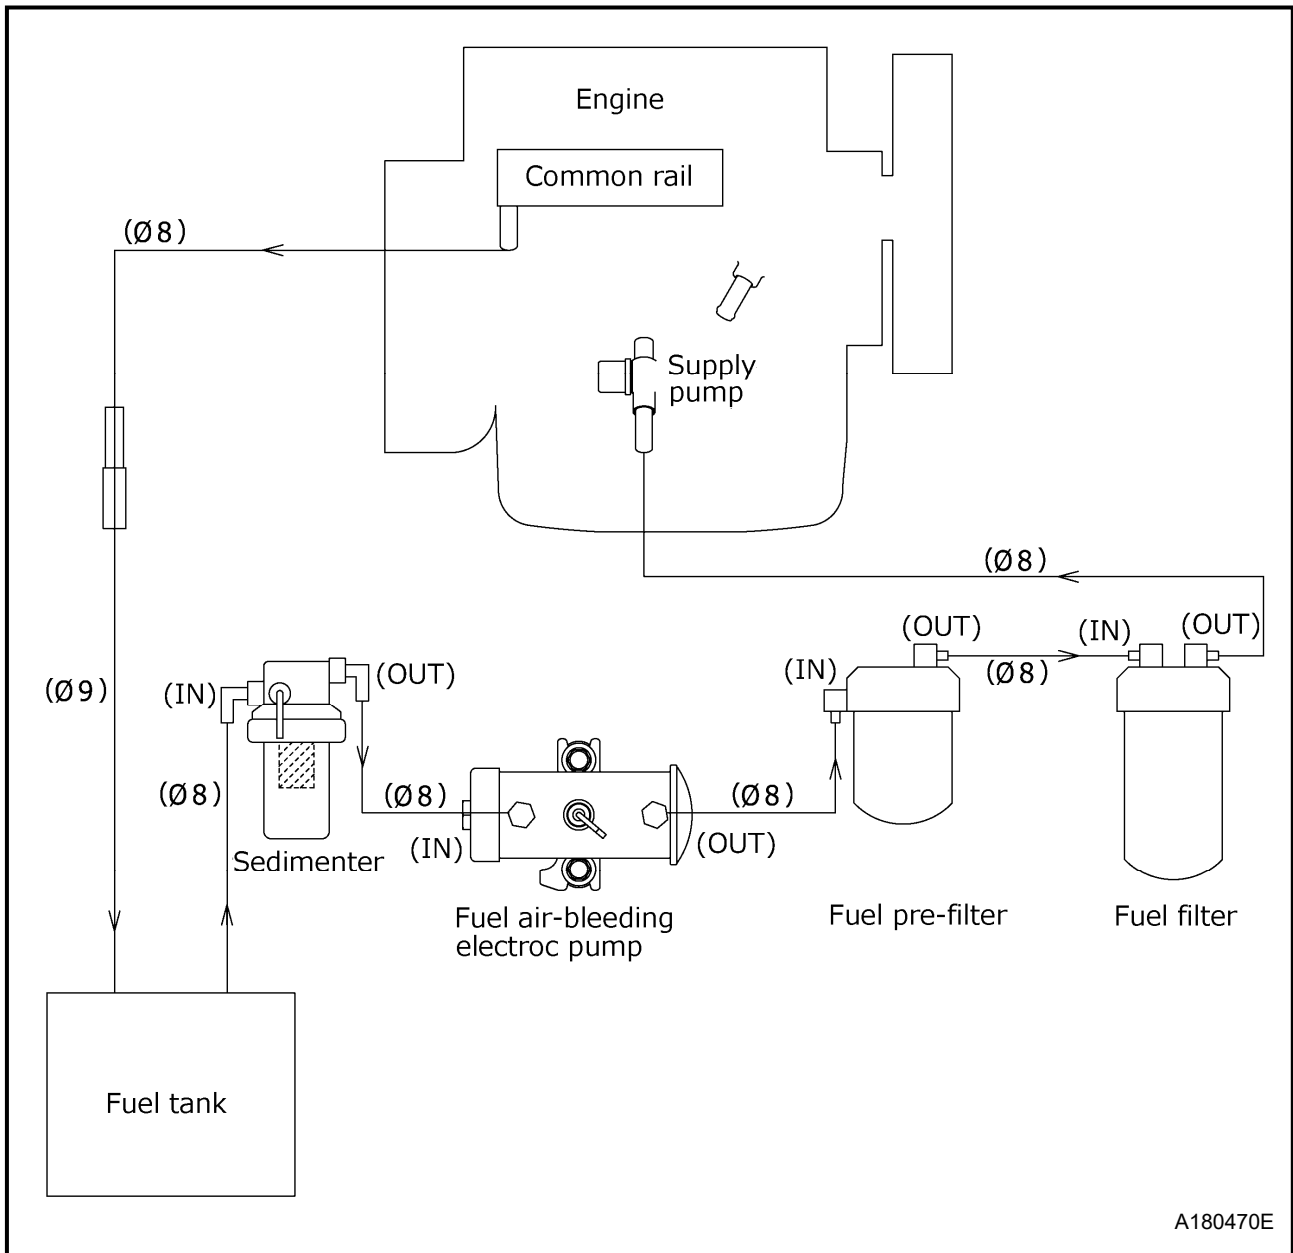 Engine
Common rail
(Ø8)
Supply
pump
(Ø8)
(OUT)
(IN)
(OUT)
(Ø8)
(IN)
(OUT)
(IN)
(Ø9)
(Ø8)
(Ø8)
(Ø8)
(IN)
(OUT)
Sedimenter
Fuel air-bleeding
electroc pump
Fuel pre-filter
Fuel filter
Fuel tank
A180470E